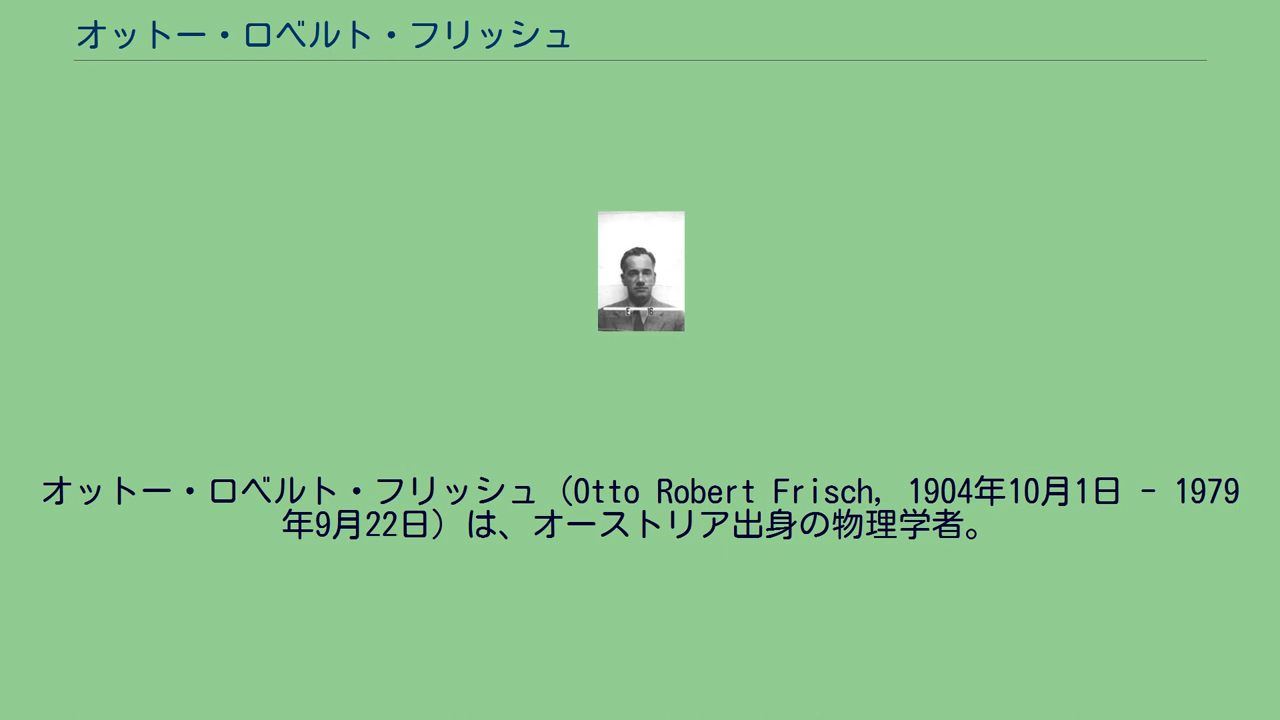 オットー・ロベルト・フリッシュ
オットー・ロベルト・フリッシュ（Otto Robert Frisch, 1904年10月1日 - 1979
年9月22日）は、オーストリア出身の物理学者。